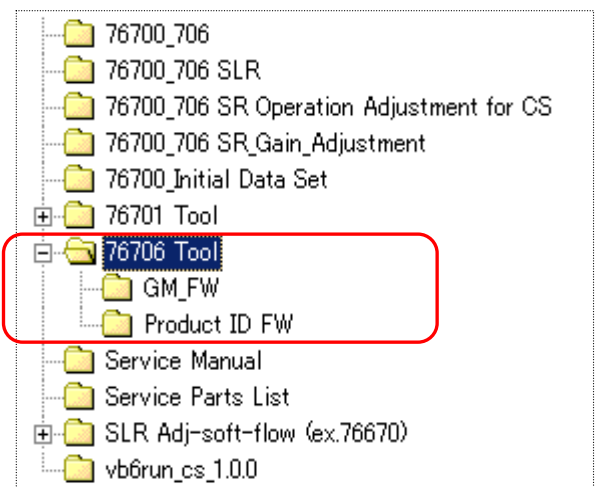 76700_706
76700_706 SLR
76700_706 SR Operation Adjustment for CS
76700_706 SR_Gain_Adjustment
76700_Initial Data Set
76701 Tool
76706 Tool
GM_FW
Product ID FW
Service Manual
Service Parts List
SLR Adj-soft-flow (ex.76670)
vb6run_cs_1.0.0